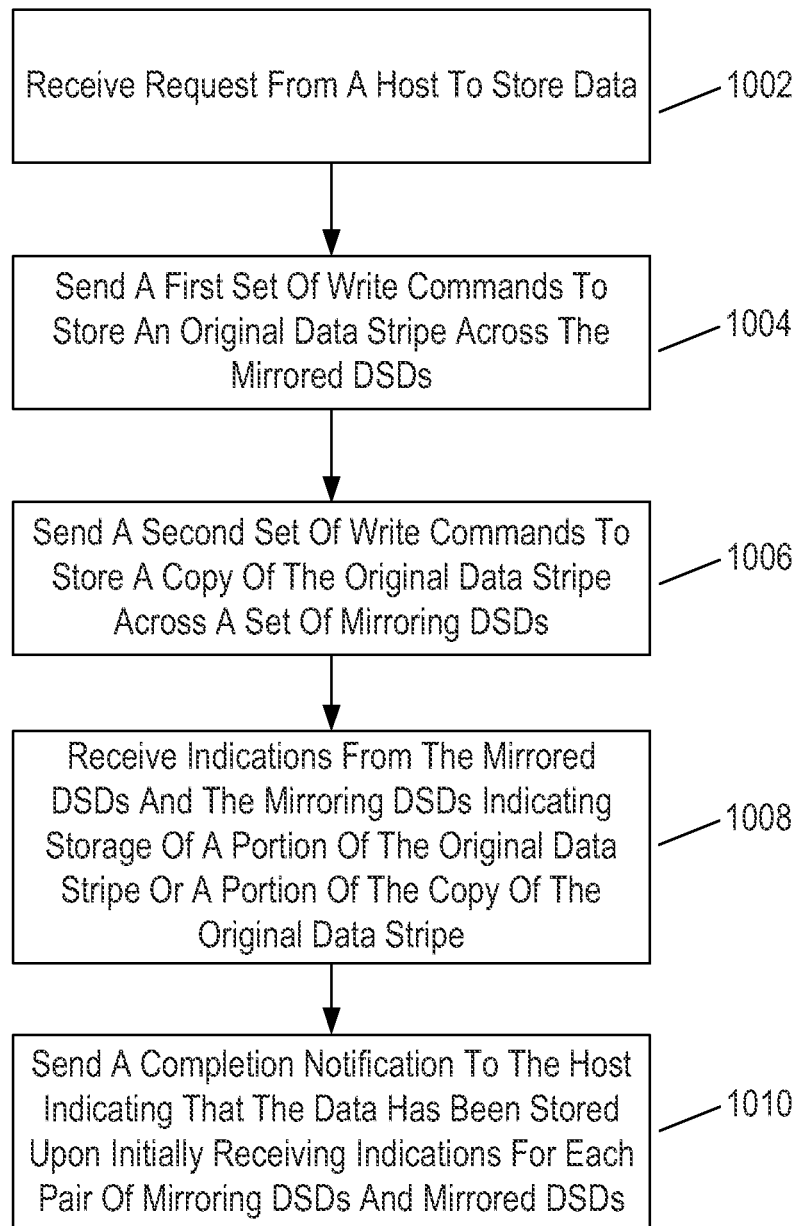 Receive Request From A Host To Store Data
1002
Send A First Set Of Write Commands To
Store An Original Data Stripe Across The
Mirrored DSDs
1004
Send A Second Set Of Write Commands To
Store A Copy Of The Original Data Stripe
Across A Set Of Mirroring DSDs
1006
Receive Indications From The Mirrored
DSDs And The Mirroring DSDs Indicating
Storage Of A Portion Of The Original Data
Stripe Or A Portion Of The Copy Of The
Original Data Stripe
1008
Send A Completion Notification To The Host
Indicating That The Data Has Been Stored
Upon Initially Receiving Indications For Each
Pair Of Mirroring DSDs And Mirrored DSDs
1010